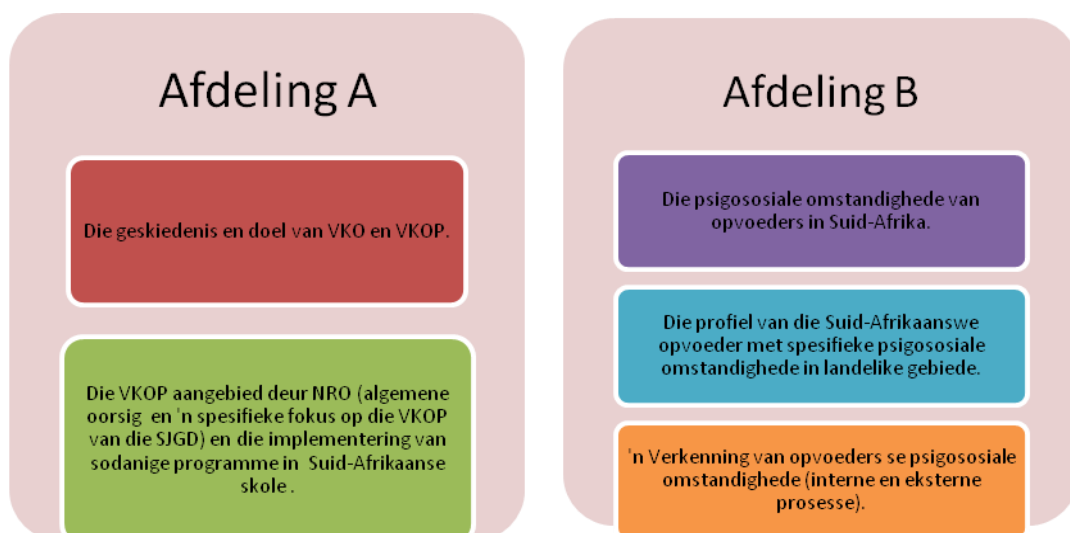 Afdeling A
Die geskiedenis en doel van VKO en VKOP.
Die VKOP aangebied deur NRO (algemene
oorsig en 'n spesifieke fokus op die VKOP
van die SJGD) en die implementering van
sodanige programme in Suid-Afrikaanse
skole .
Afdeling B
Die psigososiale omstandighede van
opvoeders in Suid-Afrika.
Die profiel van die Suid-Afrikaanswe
opvoeder met spesifieke psigososiale
omstandighede in landelike gebiede.
'n Verkenning van opvoeders se psigososiale
omstandighede (interne en eksterne
prosesse).